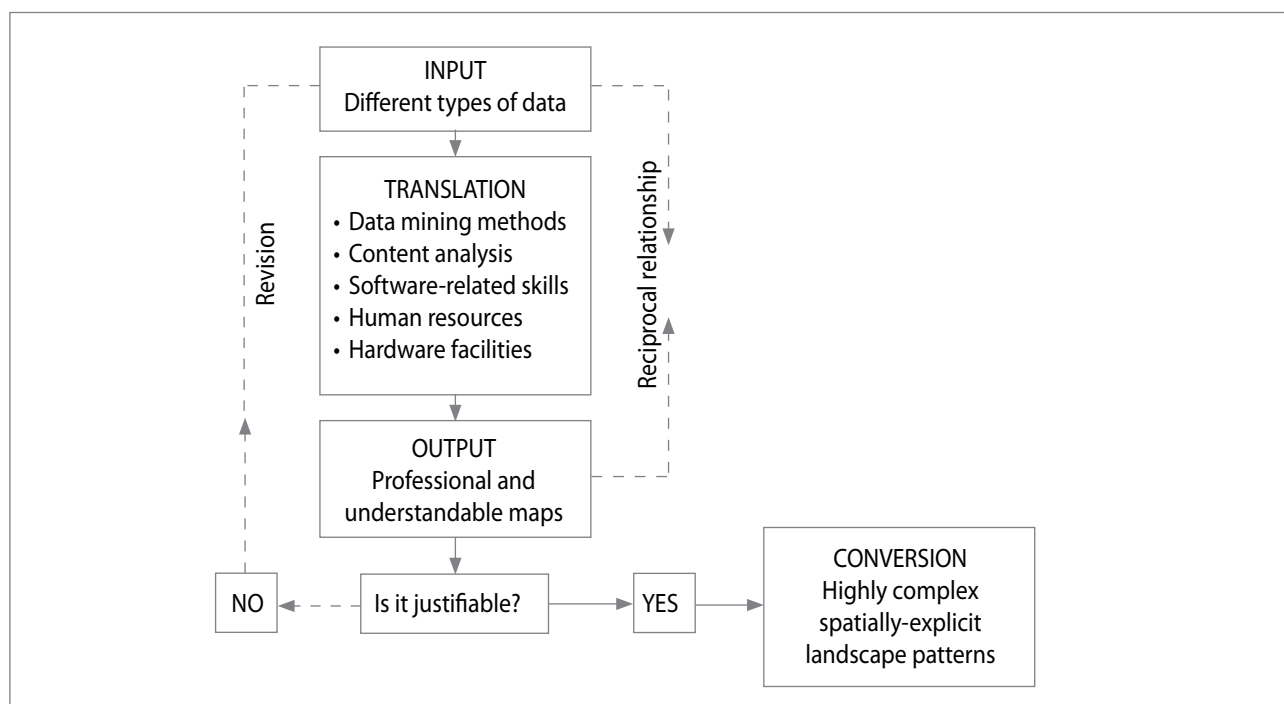 INPUT
Different types of data
TRANSLATION
• Data mining methods
• Content analysis
• Software-related skills
• Human resources
• Hardware facilities
Revision
Reciprocal relationship
OUTPUT
Professional and
understandable maps
NO
Is it justifiable?
YES
CONVERSION
Highly complex
spatially-explicit
landscape patterns